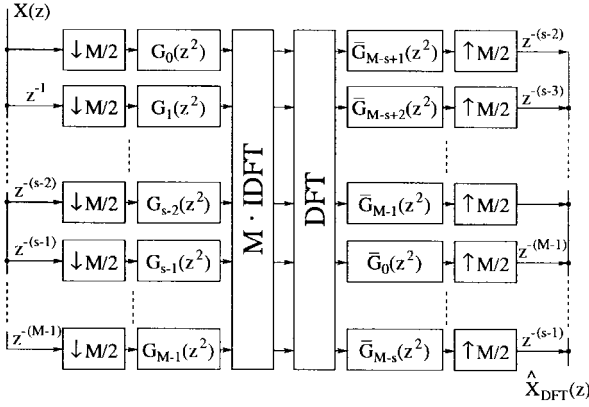 X(z)
↓M/2 G₀(z²) Ḡ_{M-s+1}(z²) ↑M/2 z^{-(s-2)}
z^{-1} ↓M/2 G₁(z²) Ḡ_{M-s+2}(z²) ↑M/2 z^{-(s-3)}
M · IDFT
DFT
z^{-(s-2)} ↓M/2 G_{s-2}(z²) Ḡ_{M-1}(z²) ↑M/2
z^{-(s-1)} ↓M/2 G_{s-1}(z²) Ḡ₀(z²) ↑M/2 z^{-(M-1)}
z^{-(M-1)} ↓M/2 G_{M-1}(z²) Ḡ_{M-s}(z²) ↑M/2 z^{-(s-1)}
X̂_{DFT}(z)